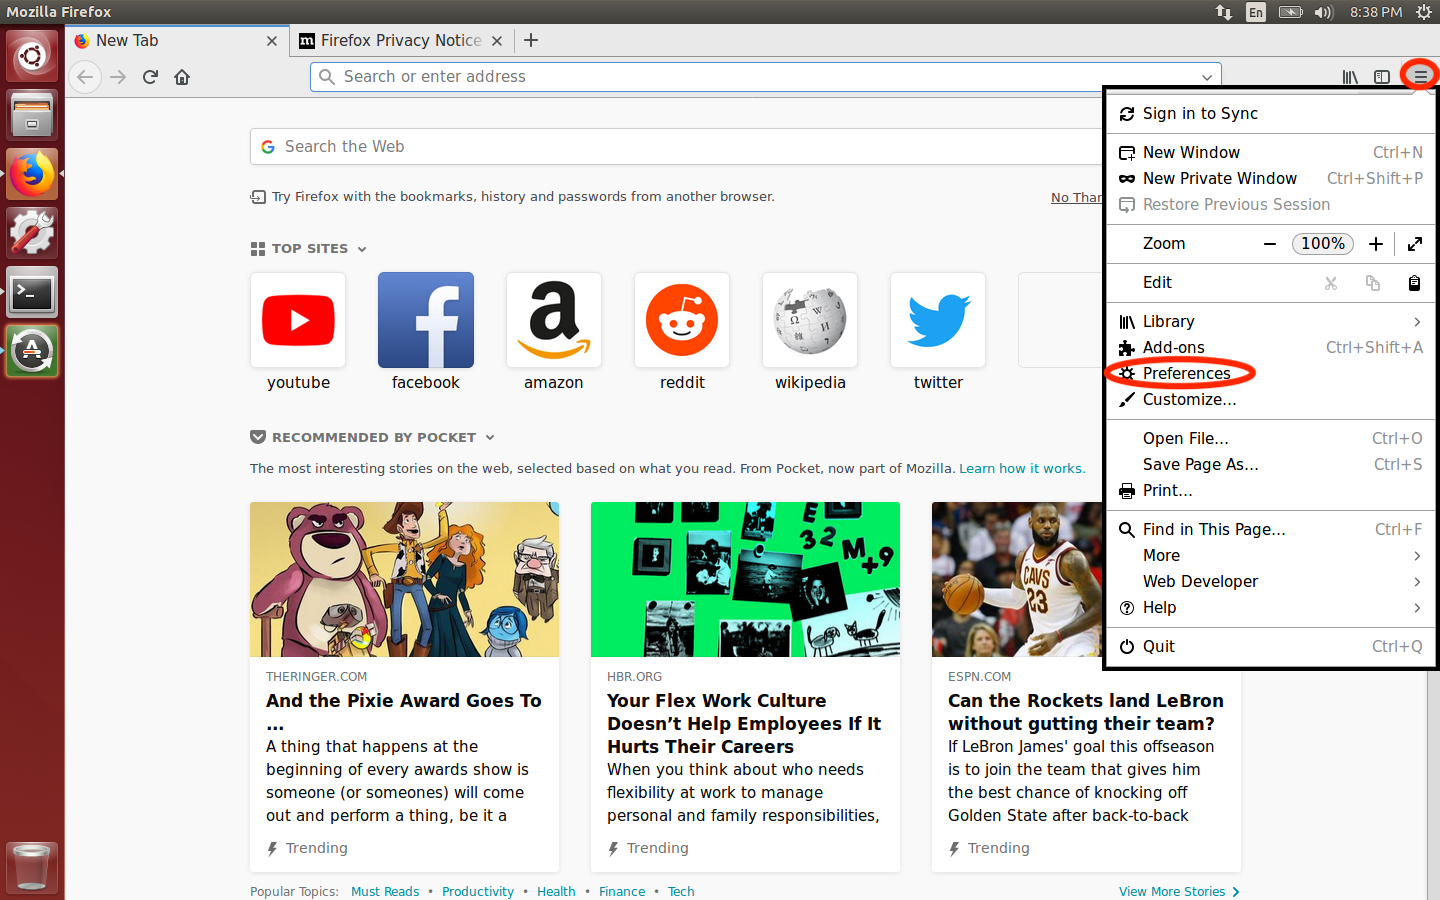 Mozilla Firefox
En
8:38 PM
New Tab
Firefox Privacy Notice
Search or enter address
Search the Web
Try Firefox with the bookmarks, history and passwords from another browser.
No Than
TOP SITES
youtube
facebook
amazon
reddit
wikipedia
twitter
RECOMMENDED BY POCKET
The most interesting stories on the web, selected based on what you read. From Pocket, now part of Mozilla. Learn how it works.
THERINGER.COM
And the Pixie Award Goes To
...
A thing that happens at the
beginning of every awards show is
someone (or someones) will come
out and perform a thing, be it a
Trending
E
32 M+9
HBR.ORG
Your Flex Work Culture
Doesn’t Help Employees If It
Hurts Their Careers
When you think about who needs
flexibility at work to manage
personal and family responsibilities,
Trending
CAVS
23
ESPN.COM
Can the Rockets land LeBron
without gutting their team?
If LeBron James' goal this offseason
is to join the team that gives him
the best chance of knocking off
Golden State after back-to-back
Trending
Popular Topics: Must Reads • Productivity • Health • Finance • Tech
View More Stories
Sign in to Sync
New Window Ctrl+N
New Private Window Ctrl+Shift+P
Restore Previous Session
Zoom − 100% +
Edit
Library
Add-ons Ctrl+Shift+A
Preferences
Customize...
Open File... Ctrl+O
Save Page As... Ctrl+S
Print...
Find in This Page... Ctrl+F
More
Web Developer
Help
Quit Ctrl+Q